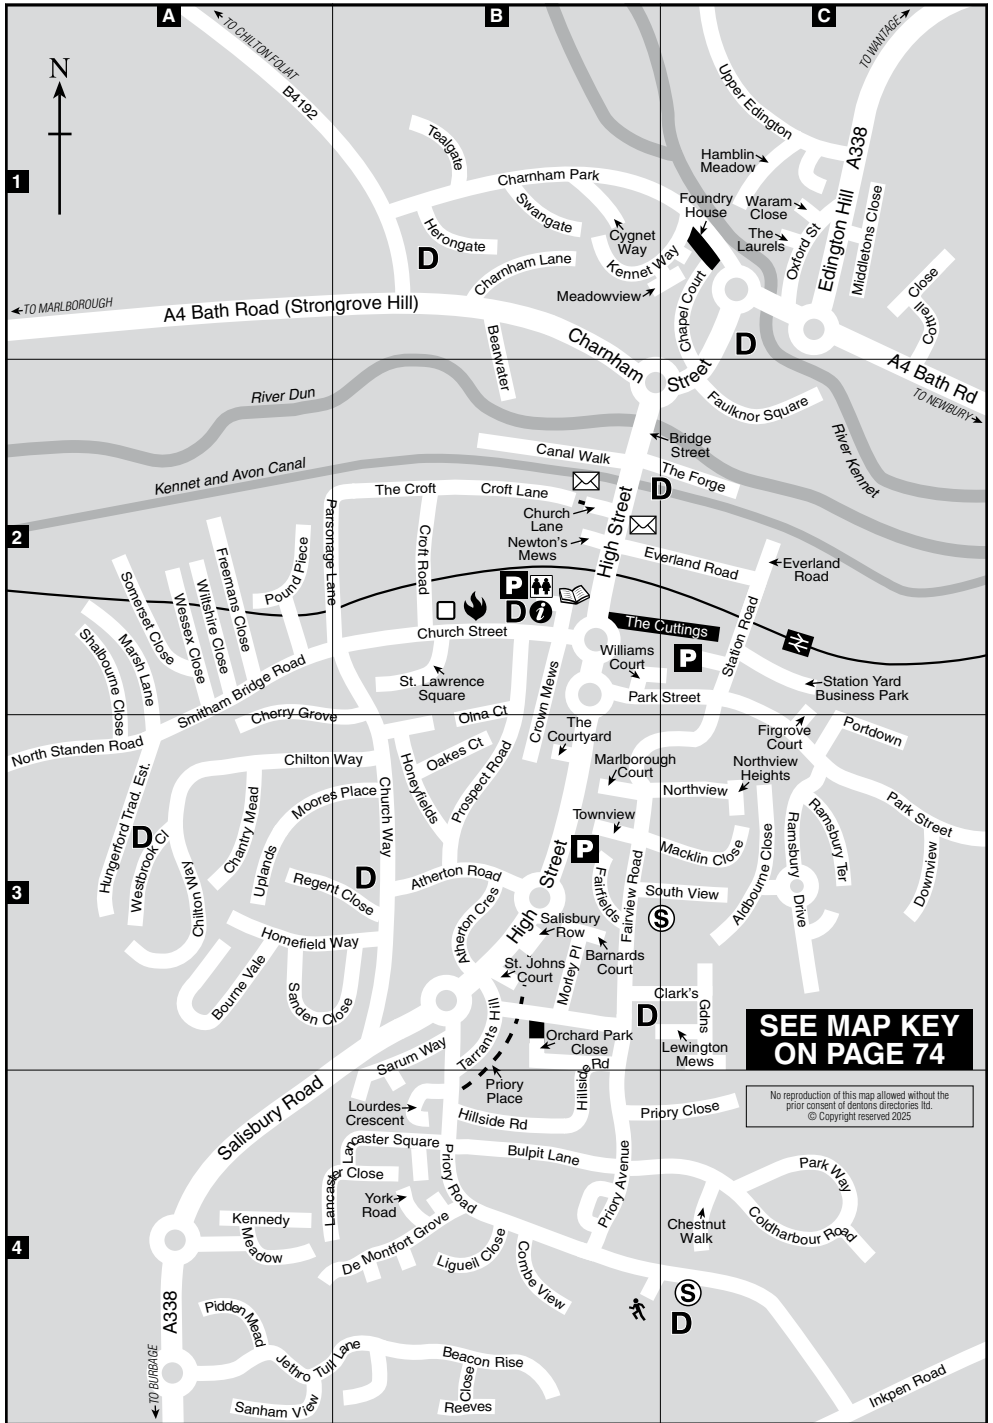 A
B
C
N
TO CHILTON FOLIAT
B4192
TO WANTAGE
A338
Upper Edington
Hamblin
Meadow
Tealgate
1
Charnham Park
Foundry
House
Waram
Close
The
Laurels
Oxford St
Edington Hill
Middletons Close
Swangate
Cygnet
Way
Herongate
D
Kennet Way
Charnham Lane
Meadowview
Chapel Court
Close
Cottrell
TO MARLBOROUGH
A4 Bath Road (Strongrove Hill)
Bearwater
Charnham
Street
D
A4 Bath Rd
TO NEWBURY
River Dun
Faulknor Square
River Kennet
Bridge
Street
Canal Walk
The Forge
D
Kennet and Avon Canal
The Croft
Croft Lane
Church
Lane
High Street
2
Newton's
Mews
Everland Road
Everland
Road
Parsonage Lane
Croft Road
Pound Piece
Freemans Close
Wiltshire Close
Wessex Close
Somerset Close
Marsh Lane
Shalbourne Close
P
D
i
Church Street
The Cuttings
P
Station Road
Williams
Court
St. Lawrence
Square
Station Yard
Business Park
Park Street
Smitham Bridge Road
Crown Mews
Cherry Grove
Olna Ct
The
Courtyard
Firgrove
Court
Portdown
North Standen Road
Chilton Way
Honeyfields
Oakes Ct
Prospect Road
Marlborough
Court
Northview
Heights
Northview
Hungerford Trad. Est.
Moores Place
Church Way
Townview
Park Street
Chantry Mead
D
Westbrook Cl
Uplands
P
Macklin Close
Aldbourne Close
Ramsbury
Drive
Ramsbury Ter
Downview
3
Chilton Way
Regent Close
D
Atherton Road
High
Street
Fairfields
Fairview Road
South View
S
Atherton Cres
Salisbury
Row
Homefield Way
Barnards
Court
Morley Pl
St. Johns
Court
Bourne Vale
Sanden Close
Clark's
Gdns
D
Tarrants Hill
Orchard Park
Close
Lewington
Mews
SEE MAP KEY
ON PAGE 74
Sarum Way
Priory
Place
Hillside
Rd
No reproduction of this map allowed without the
prior consent of dentons directories ltd.
© Copyright reserved 2025
Salisbury Road
Lourdes
Crescent
Hillside Rd
Priory Close
Lancaster Square
Bulpit Lane
Lancaster Close
Priory Road
Priory Avenue
Park Way
York
Road
Kennedy
Meadow
Chestnut
Walk
Coldharbour Road
4
De Montfort Grove
Ligueil Close
Combe View
S
D
A338
Pidden Mead
Jethro Tull Lane
Beacon Rise
Close
Reeves
TO BURBAGE
Sanham View
Inkpen Road